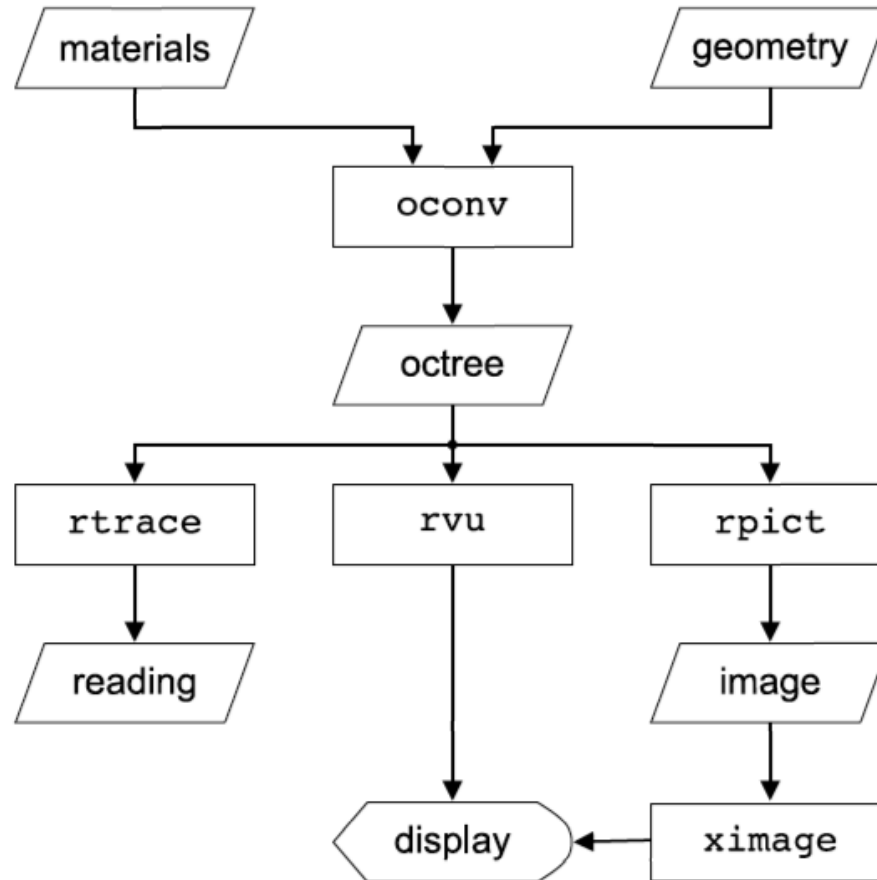 materials
geometry
oconv
octree
rtrace
rvu
rpict
reading
image
display
ximage